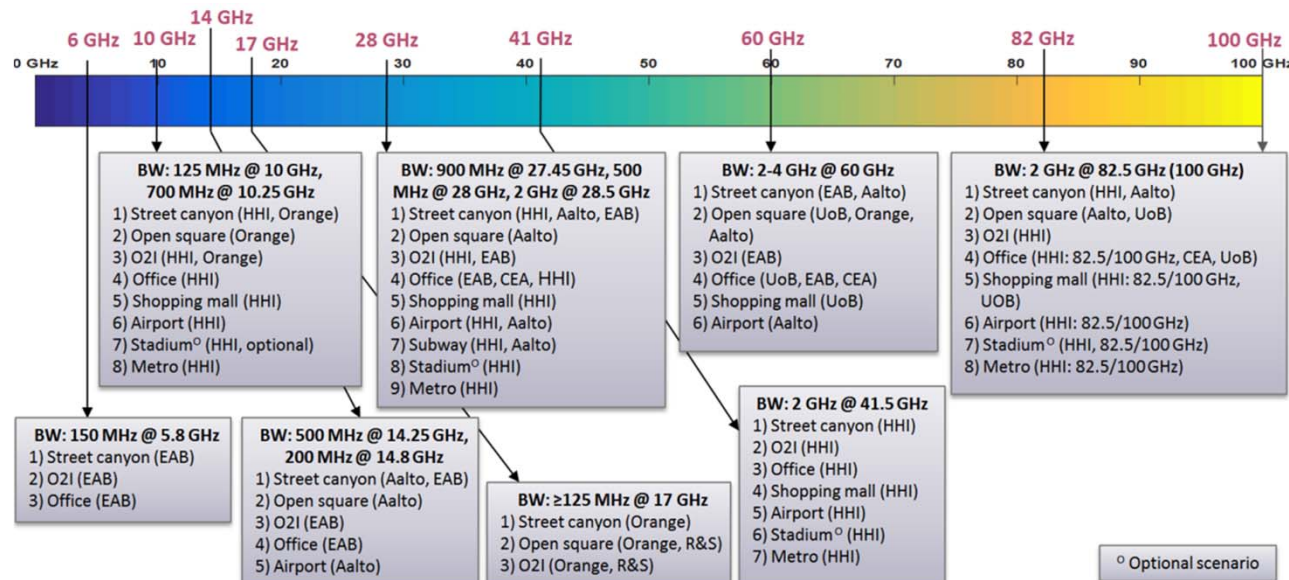 14 GHz
6 GHz
10 GHz
17 GHz
28 GHz
41 GHz
60 GHz
82 GHz
100 GHz
0 GHz
10
20
30
40
50
60
70
80
90
100 GHz
BW: 125 MHz @ 10 GHz,
700 MHz @ 10.25 GHz
1) Street canyon (HHI, Orange)
2) Open square (Orange)
3) O2I (HHI, Orange)
4) Office (HHI)
5) Shopping mall (HHI)
6) Airport (HHI)
7) Stadium⁰ (HHI, optional)
8) Metro (HHI)
BW: 900 MHz @ 27.45 GHz, 500
MHz @ 28 GHz, 2 GHz @ 28.5 GHz
1) Street canyon (HHI, Aalto, EAB)
2) Open square (Aalto)
3) O2I (HHI, EAB)
4) Office (EAB, CEA, HHI)
5) Shopping mall (HHI)
6) Airport (HHI, Aalto)
7) Subway (HHI, Aalto)
8) Stadium⁰ (HHI)
9) Metro (HHI)
BW: 2-4 GHz @ 60 GHz
1) Street canyon (EAB, Aalto)
2) Open square (UoB, Orange,
Aalto)
3) O2I (EAB)
4) Office (UoB, EAB, CEA)
5) Shopping mall (UoB)
6) Airport (Aalto)
BW: 2 GHz @ 82.5 GHz (100 GHz)
1) Street canyon (HHI, Aalto)
2) Open square (Aalto, UoB)
3) O2I (HHI)
4) Office (HHI: 82.5/100 GHz, CEA, UoB)
5) Shopping mall (HHI: 82.5/100 GHz,
UOB)
6) Airport (HHI: 82.5/100 GHz)
7) Stadium⁰ (HHI, 82.5/100 GHz)
8) Metro (HHI: 82.5/100 GHz)
BW: 150 MHz @ 5.8 GHz
1) Street canyon (EAB)
2) O2I (EAB)
3) Office (EAB)
BW: 500 MHz @ 14.25 GHz,
200 MHz @ 14.8 GHz
1) Street canyon (Aalto, EAB)
2) Open square (Aalto)
3) O2I (EAB)
4) Office (EAB)
5) Airport (Aalto)
BW: ≥125 MHz @ 17 GHz
1) Street canyon (Orange)
2) Open square (Orange, R&S)
3) O2I (Orange, R&S)
BW: 2 GHz @ 41.5 GHz
1) Street canyon (HHI)
2) O2I (HHI)
3) Office (HHI)
4) Shopping mall (HHI)
5) Airport (HHI)
6) Stadium⁰ (HHI)
7) Metro (HHI)
⁰ Optional scenario